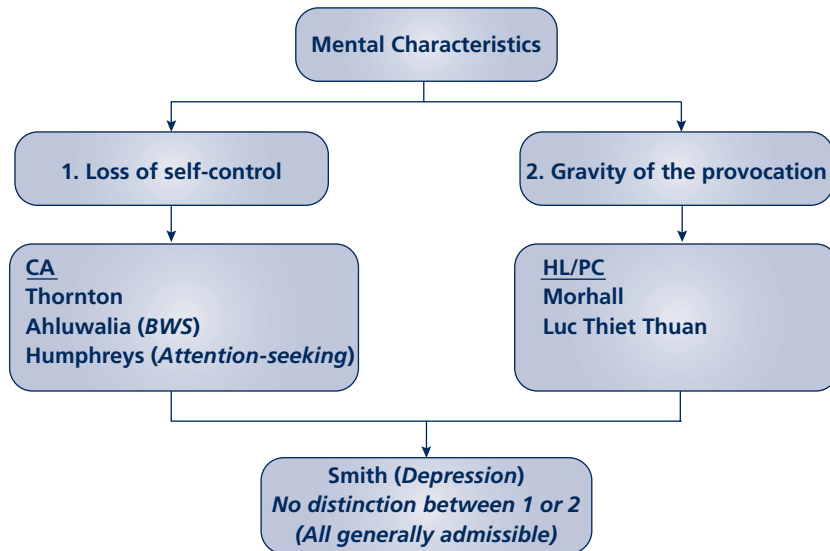 Mental Characteristics
1. Loss of self-control
2. Gravity of the provocation
CA
Thornton
Ahluwalia (BWS)
Humphreys (Attention-seeking)
HL/PC
Morhall
Luc Thiet Thuan
Smith (Depression)
No distinction between 1 or 2
(All generally admissible)